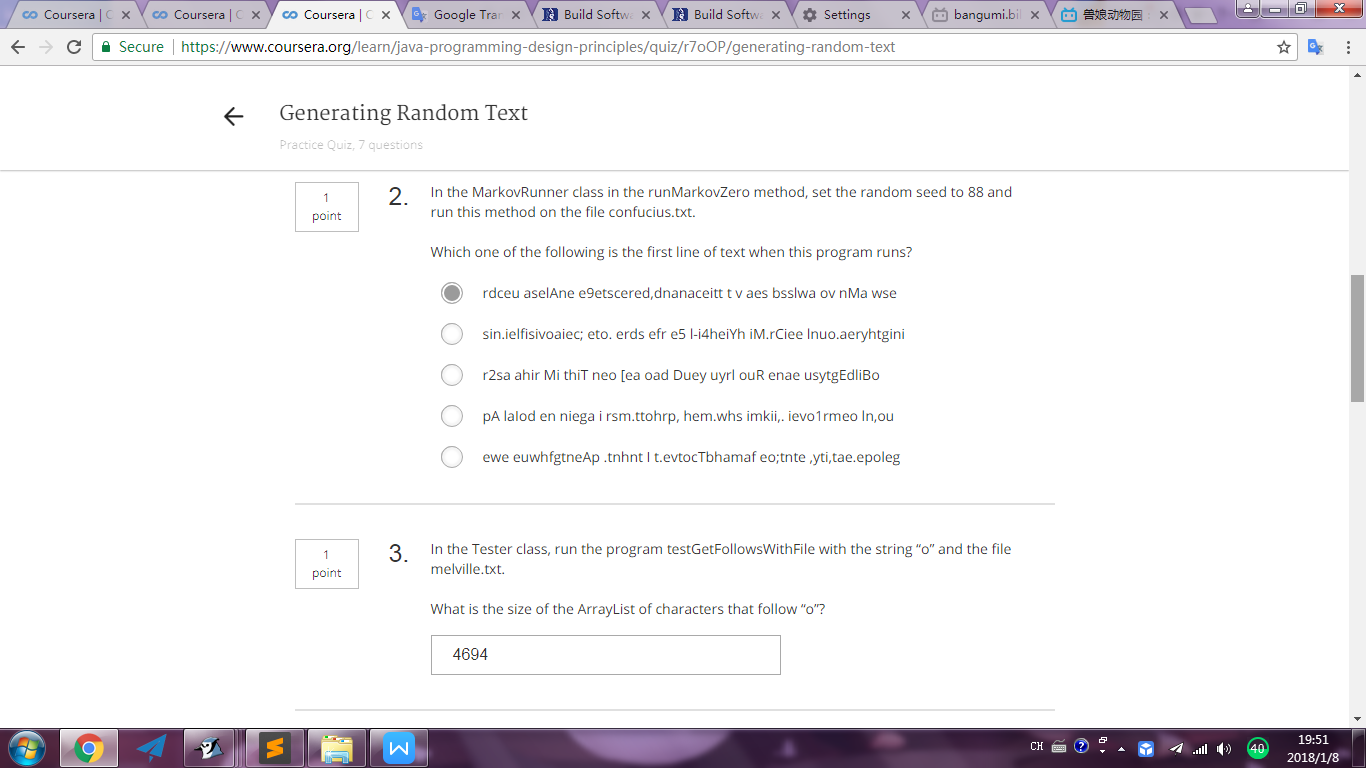 Coursera | C
Coursera | C
Coursera | C
Google Tran
Build Softwa
Build Softwa
Settings
bangumi.bil
兽娘动物园
Secure
https://www.coursera.org/learn/java-programming-design-principles/quiz/r7oOP/generating-random-text
Generating Random Text
Practice Quiz, 7 questions
1
point
2.
In the MarkovRunner class in the runMarkovZero method, set the random seed to 88 and
run this method on the file confucius.txt.
Which one of the following is the first line of text when this program runs?
rdceu aselAne e9etscered,dnanaceitt t v aes bsslwa ov nMa wse
sin.ielfisivoaiec; eto. erds efr e5 l-i4heiYh iM.rCiee lnuo.aeryhtgini
r2sa ahir Mi thiT neo [ea oad Duey uyrl ouR enae usytgEdliBo
pA lalod en niega i rsm.ttohrp, hem.whs imkii,. ievo1rmeo ln,ou
ewe euwhfgtneAp .tnhnt I t.evtocTbhamaf eo;tnte ,yti,tae.epoleg
1
point
3.
In the Tester class, run the program testGetFollowsWithFile with the string “o” and the file
melville.txt.
What is the size of the ArrayList of characters that follow “o”?
4694
CH
40
19:51
2018/1/8